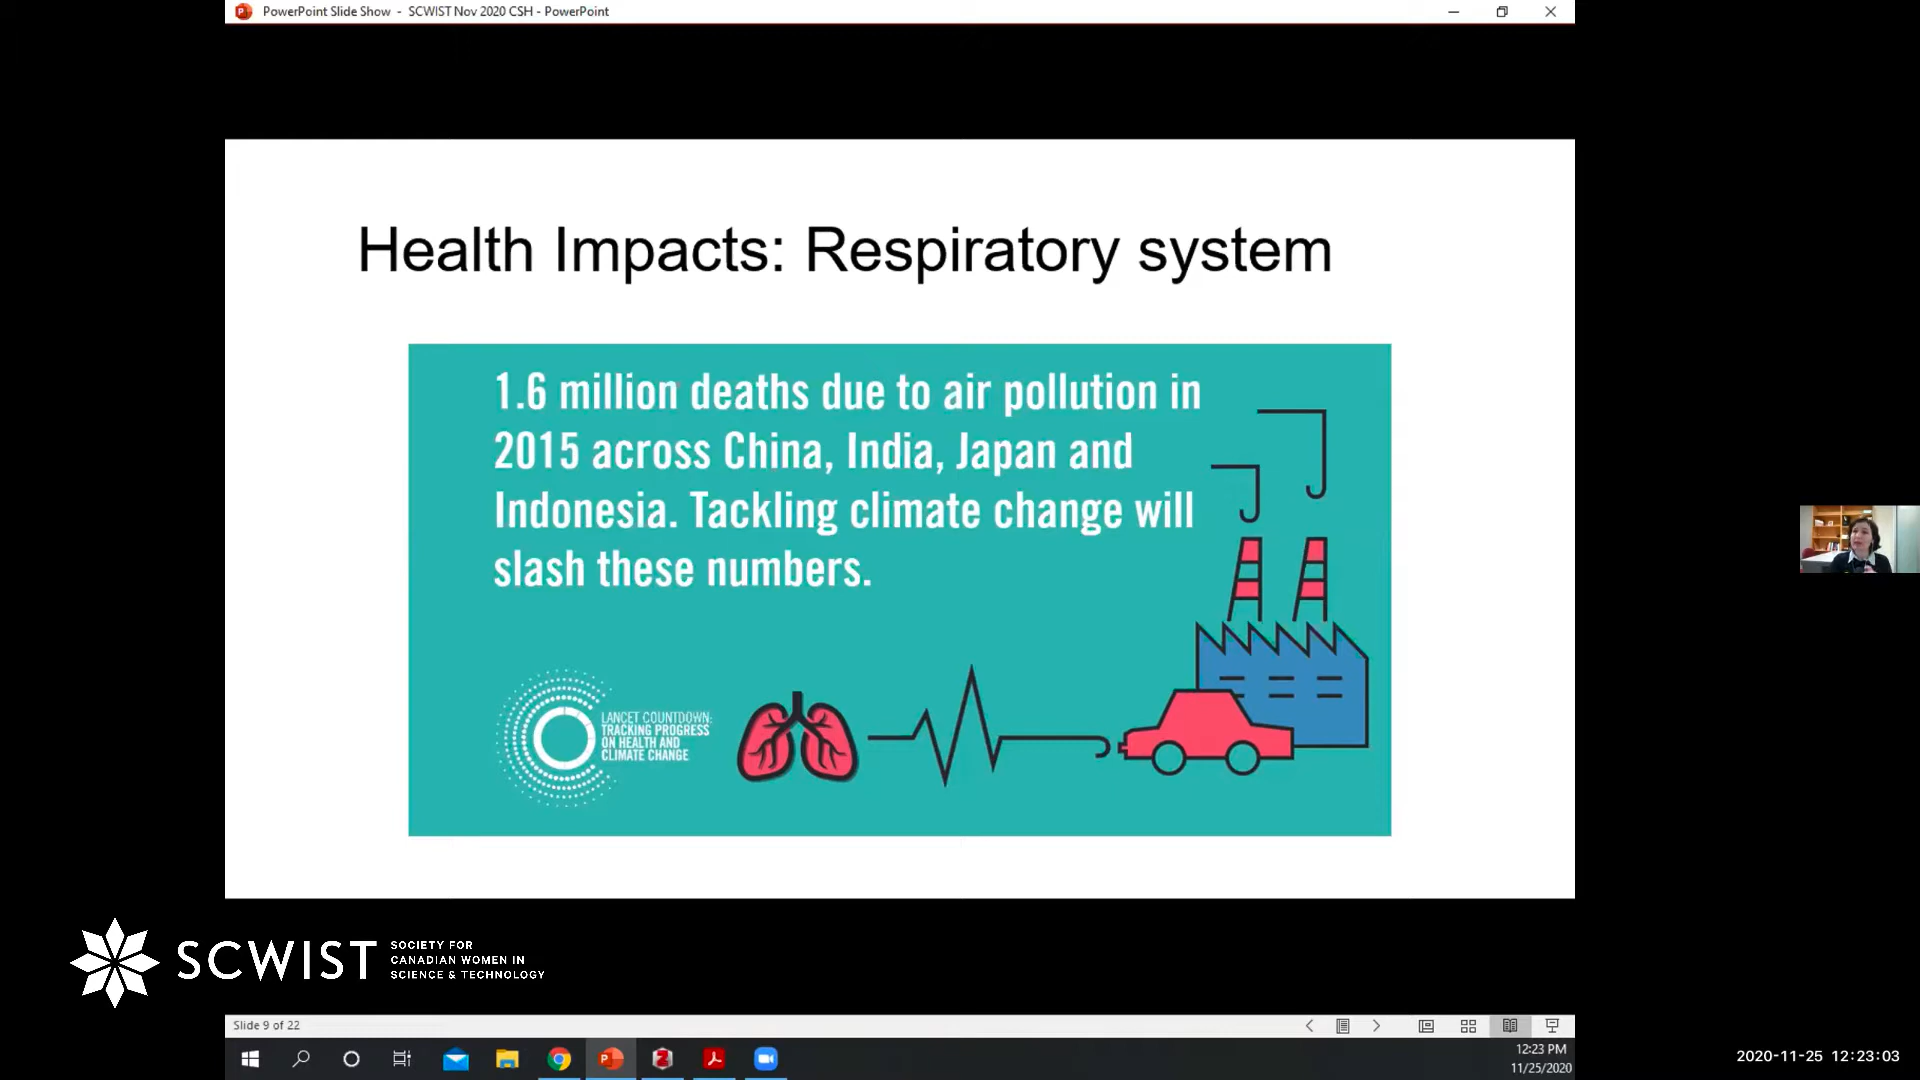 PowerPoint Slide Show - SCWIST Nov 2020 CSH - PowerPoint
Health Impacts: Respiratory system
1.6 million deaths due to air pollution in
2015 across China, India, Japan and
Indonesia. Tackling climate change will
slash these numbers.
LANCET COUNTDOWN:
TRACKING PROGRESS
ON HEALTH AND
CLIMATE CHANGE
SCWIST
SOCIETY FOR
CANADIAN WOMEN IN
SCIENCE & TECHNOLOGY
Slide 9 of 22
12:23 PM
11/25/2020
2020-11-25 12:23:03